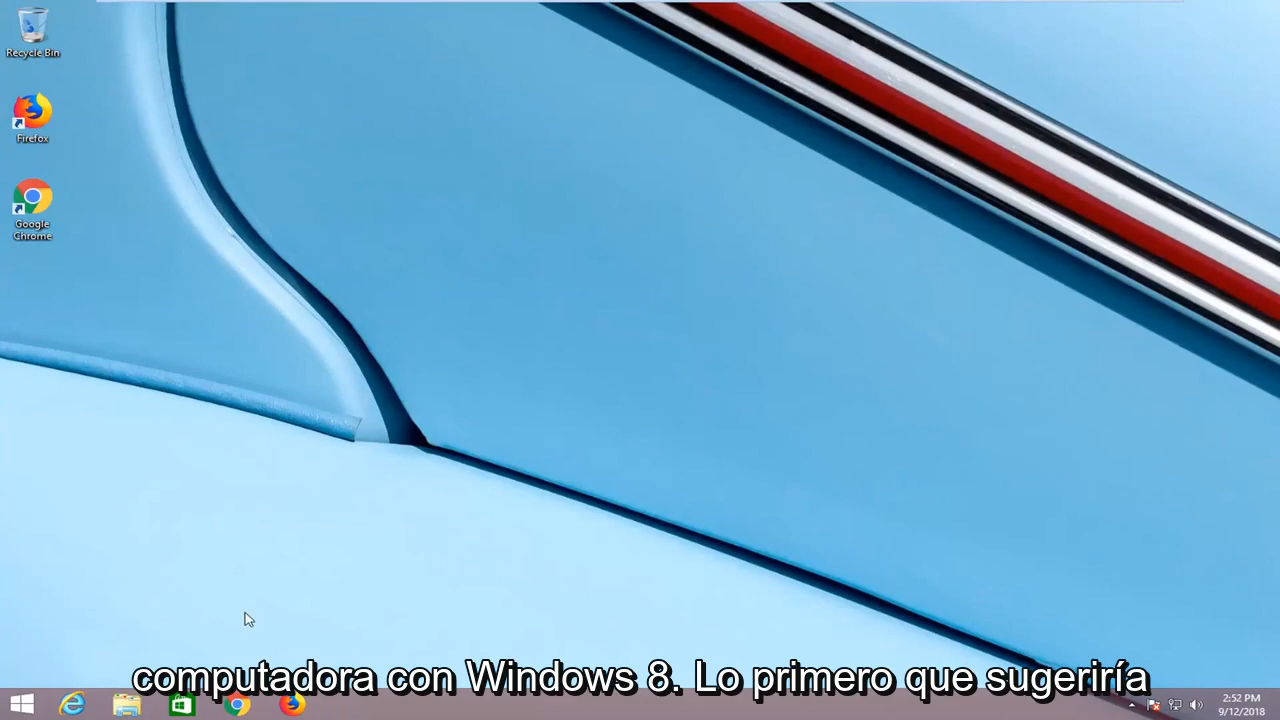 Recycle Bin
Firefox
Google
Chrome
computadora con Windows 8. Lo primero que sugeriría
2:52 PM
9/12/2018